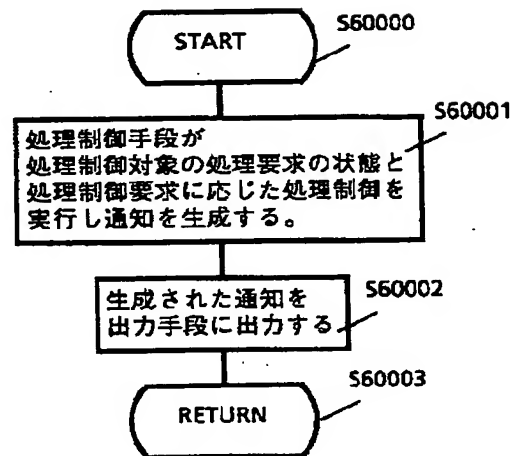 START
S60000
S60001
処理制御手段が
処理制御対象の処理要求の状態と
処理制御要求に応じた処理制御を
実行し通知を生成する。
S60002
生成された通知を
出力手段に出力する
S60003
RETURN